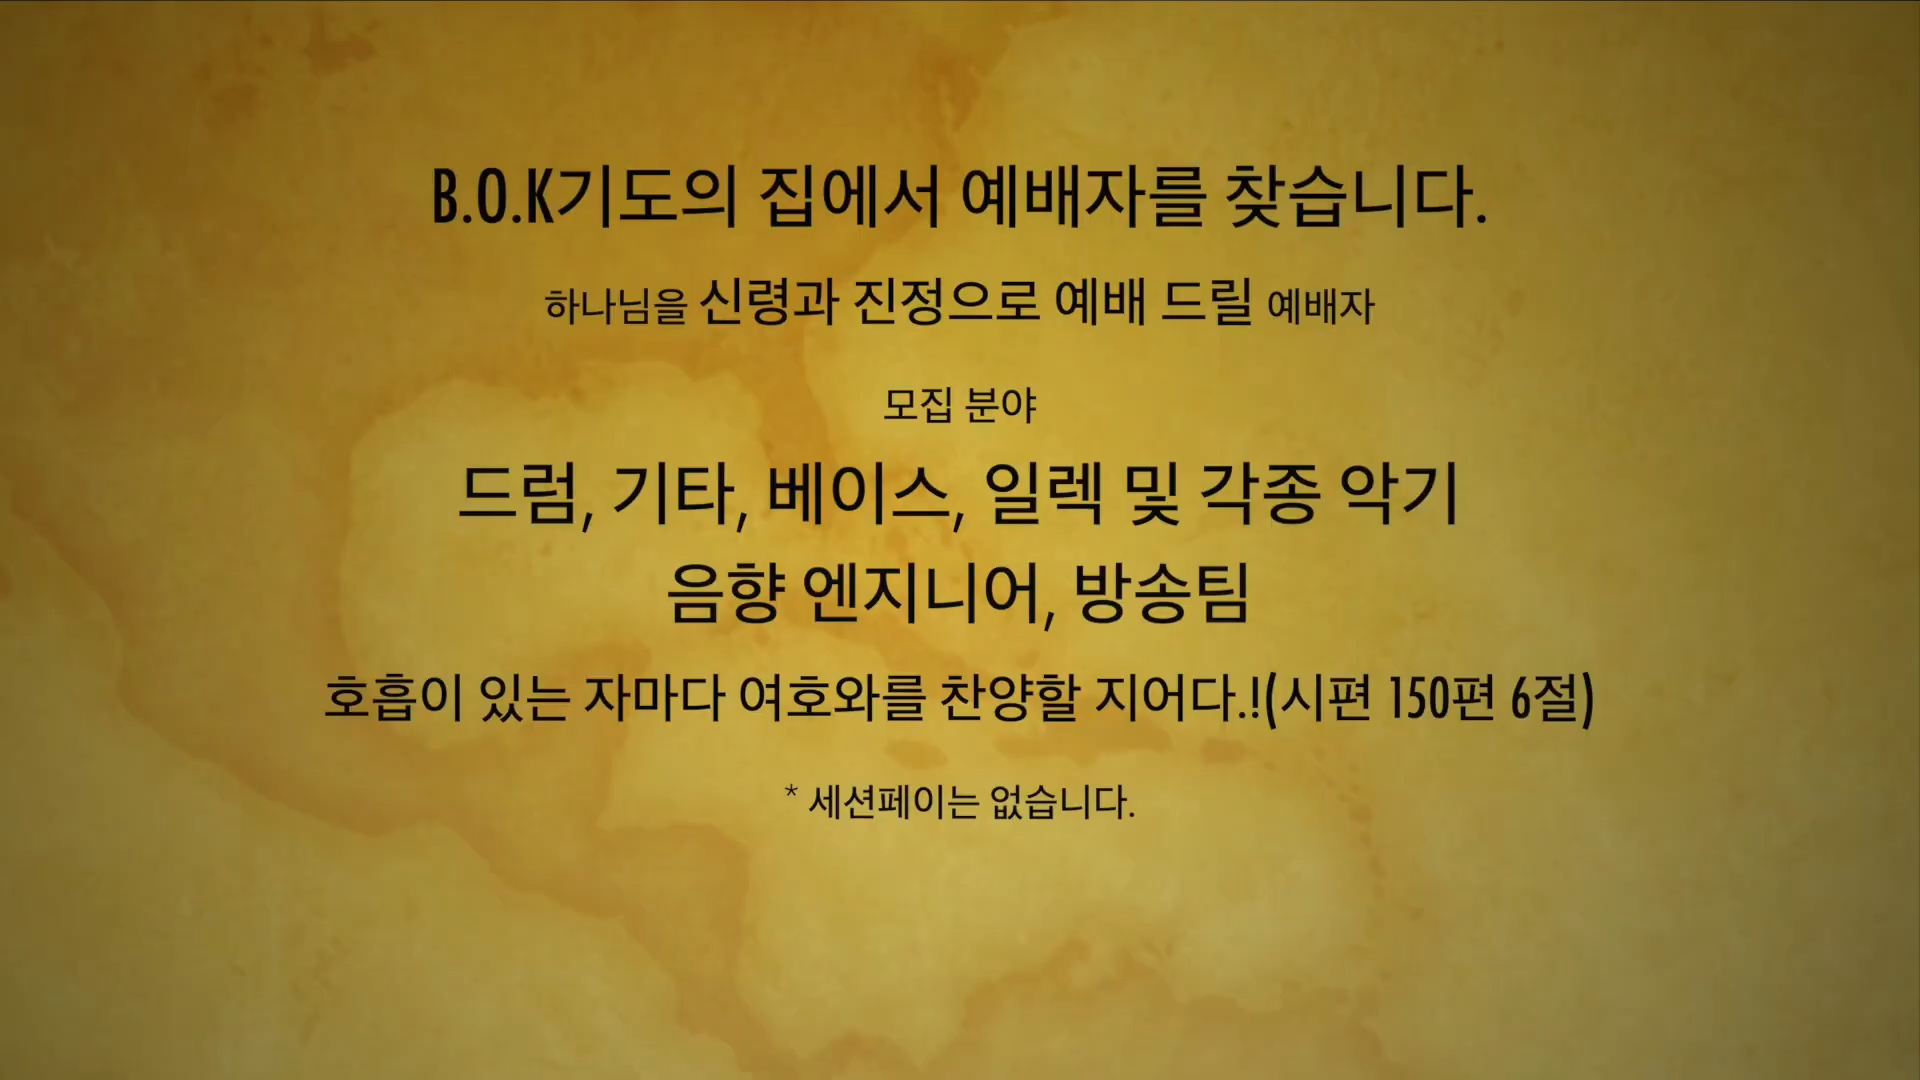 B.O.K기도의 집에서 예배자를 찾습니다.
하나님을 신령과 진정으로 예배 드릴 예배자
모집 분야
드럼, 기타, 베이스, 일렉 및 각종 악기
음향 엔지니어, 방송팀
호흡이 있는 자마다 여호와를 찬양할 지어다.!(시편 150편 6절)
* 세션페이는 없습니다.